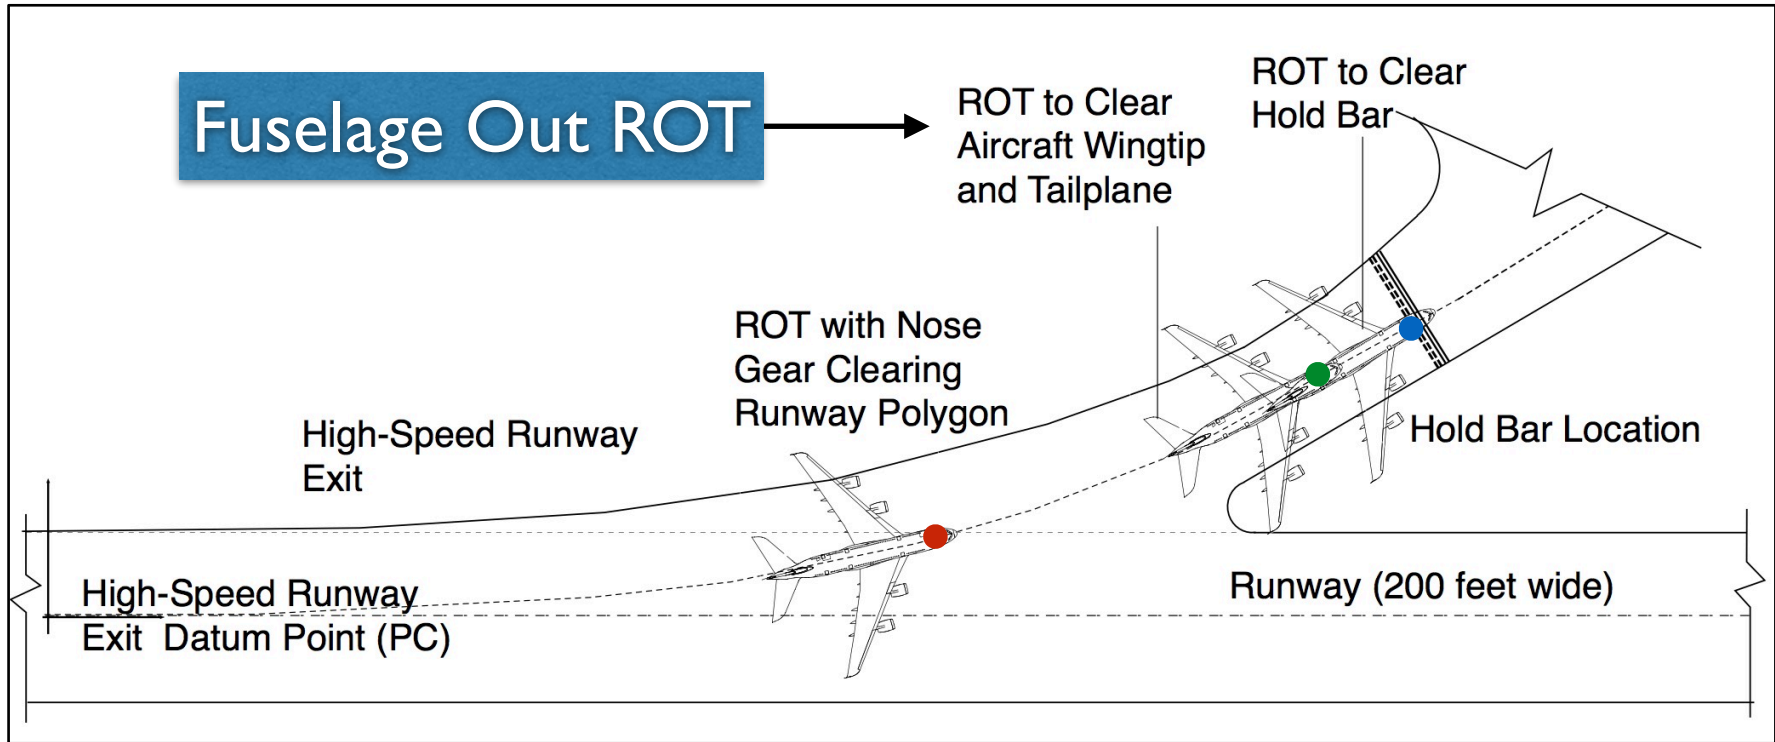 Fuselage Out ROT
ROT to Clear
Aircraft Wingtip
and Tailplane
ROT to Clear
Hold Bar
ROT with Nose
Gear Clearing
Runway Polygon
High-Speed Runway
Exit
Hold Bar Location
High-Speed Runway
Exit Datum Point (PC)
Runway (200 feet wide)